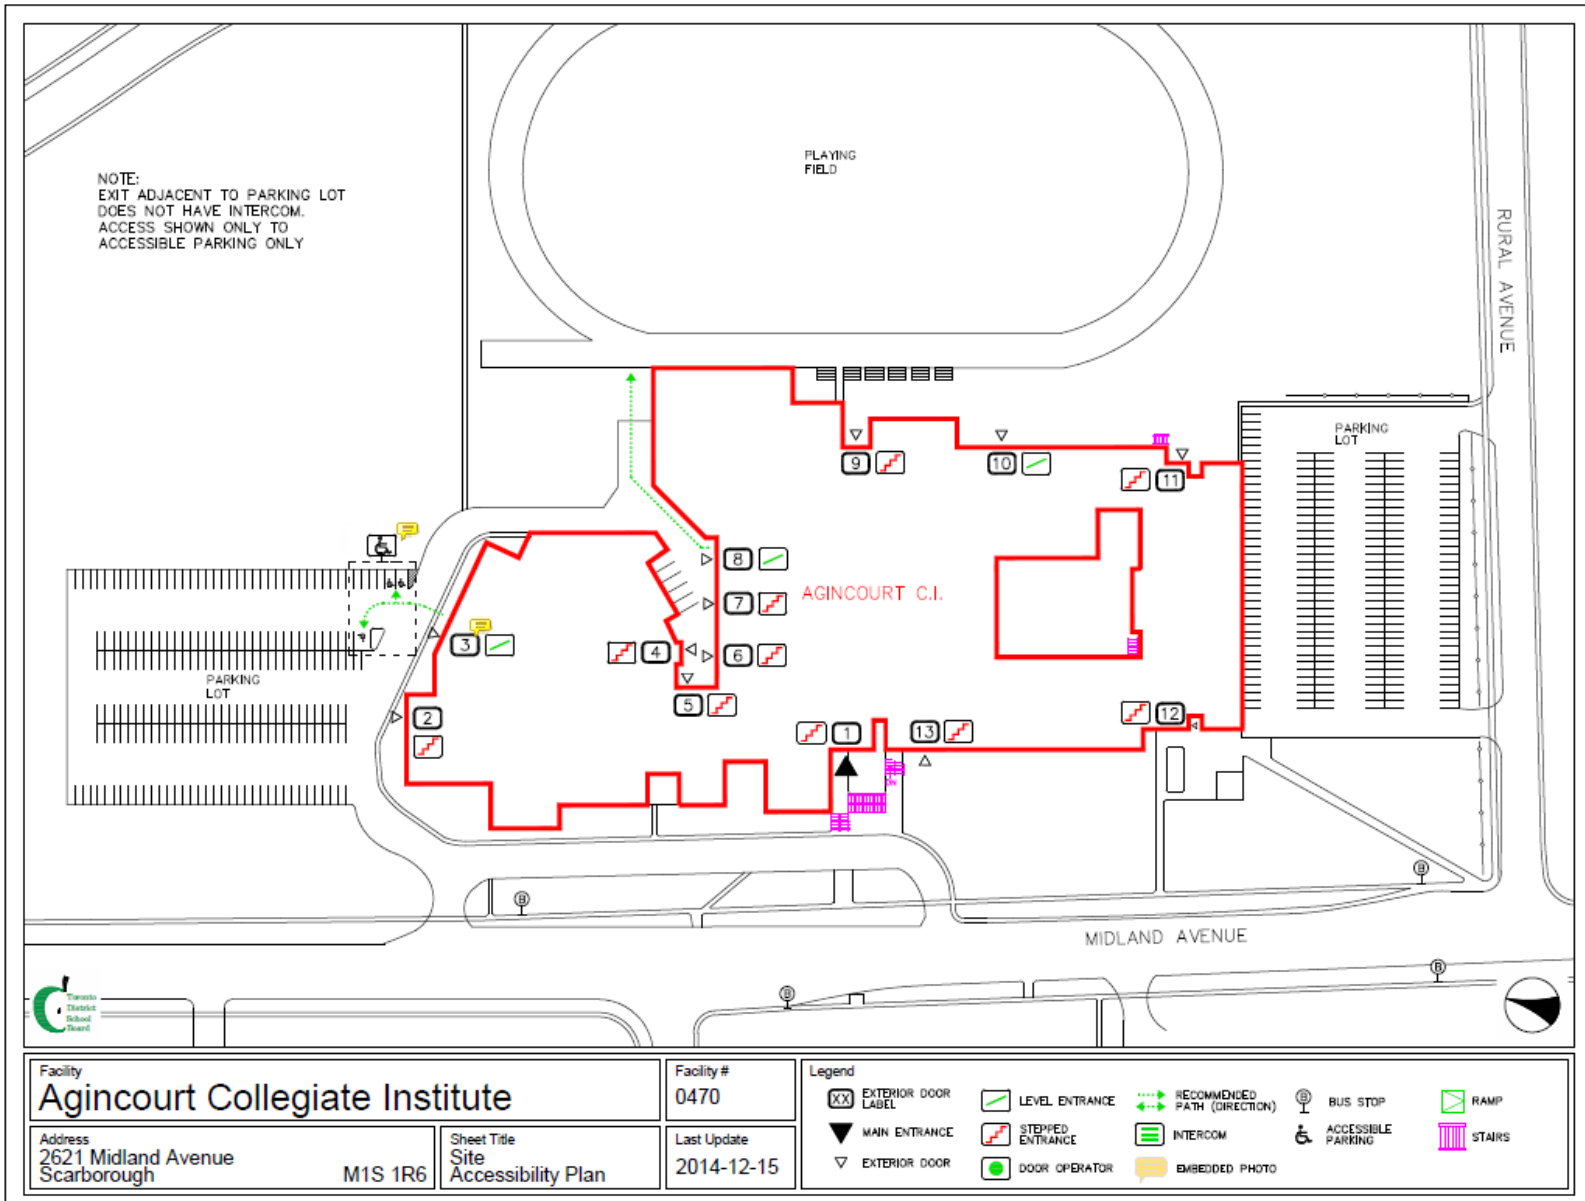 PLAYING
FIELD
NOTE:
EXIT ADJACENT TO PARKING LOT
DOES NOT HAVE INTERCOM.
ACCESS SHOWN ONLY TO
ACCESSIBLE PARKING ONLY
RURAL AVENUE
PARKING
LOT
9
10
11
8
AGINCOURT C.I.
7
3
4
6
PARKING
LOT
5
2
1
13
12
B
B
MIDLAND AVENUE
B
B
Toronto
District
School
Board
Facility
Agincourt Collegiate Institute
Facility #
0470
Address
2621 Midland Avenue
Scarborough M1S 1R6
Sheet Title
Site
Accessibility Plan
Last Update
2014-12-15
Legend
XX EXTERIOR DOOR
LABEL
MAIN ENTRANCE
EXTERIOR DOOR
LEVEL ENTRANCE
STEPPED
ENTRANCE
DOOR OPERATOR
RECOMMENDED
PATH (DIRECTION)
INTERCOM
EMBEDDED PHOTO
B BUS STOP
ACCESSIBLE
PARKING
RAMP
STAIRS